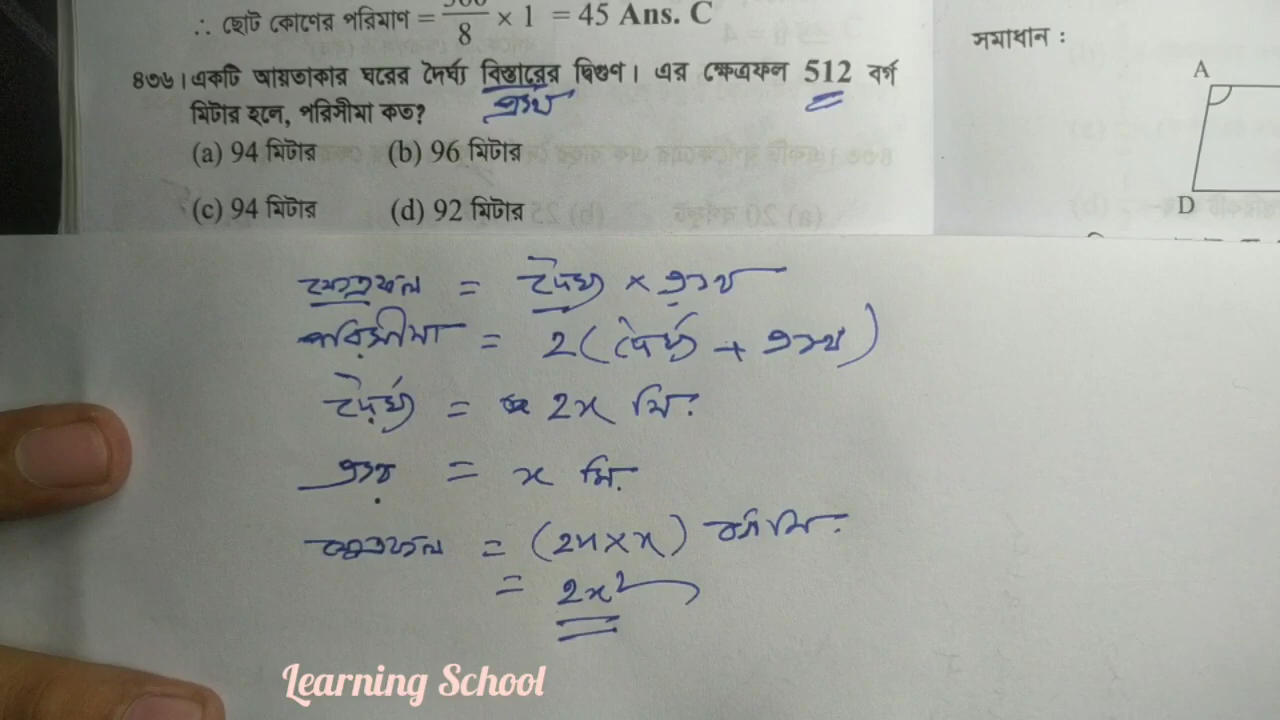 ∴ ছোট কোণের পরিমাণ = 360/8 × 1 = 45 Ans. C
সমাধান :
৪৩৬। একটি আয়তাকার ঘরের দৈর্ঘ্য বিস্তারের দ্বিগুণ। এর ক্ষেত্রফল 512 বর্গ
প্রস্থ
মিটার হলে, পরিসীমা কত?
(a) 94 মিটার (b) 96 মিটার
(c) 94 মিটার (d) 92 মিটার
A
D
ক্ষেত্রফল = দৈর্ঘ্য × প্রস্থ
পরিসীমা = 2(দৈর্ঘ্য + প্রস্থ)
দৈর্ঘ্য = 2x মি.
প্রস্থ = x মি.
ক্ষেত্রফল = (2x × x) বর্গ মি.
= 2x²
Learning School